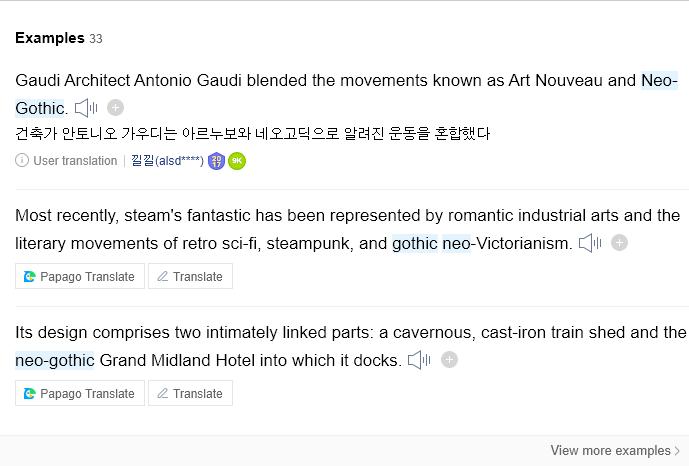 Examples 33
Gaudi Architect Antonio Gaudi blended the movements known as Art Nouveau and Neo-
Gothic.
건축가 안토니오 가우디는 아르누보와 네오고딕으로 알려진 운동을 혼합했다
User translation | 낄낄(alsd****) 2017 9K
Most recently, steam's fantastic has been represented by romantic industrial arts and the
literary movements of retro sci-fi, steampunk, and gothic neo-Victorianism.
Papago Translate Translate
Its design comprises two intimately linked parts: a cavernous, cast-iron train shed and the
neo-gothic Grand Midland Hotel into which it docks.
Papago Translate Translate
View more examples